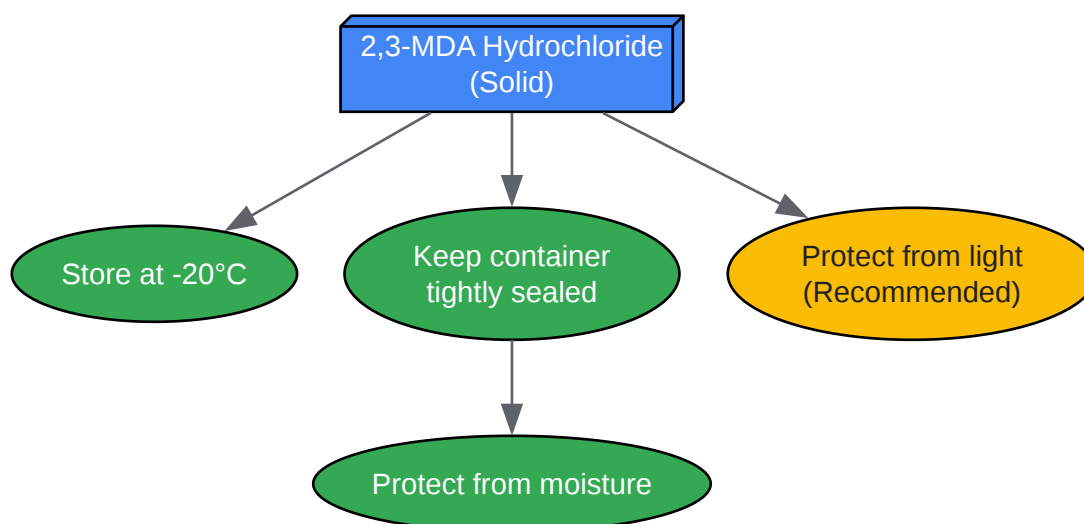 2,3-MDA Hydrochloride
(Solid)
Store at -20°C
Keep container
tightly sealed
Protect from light
(Recommended)
Protect from moisture